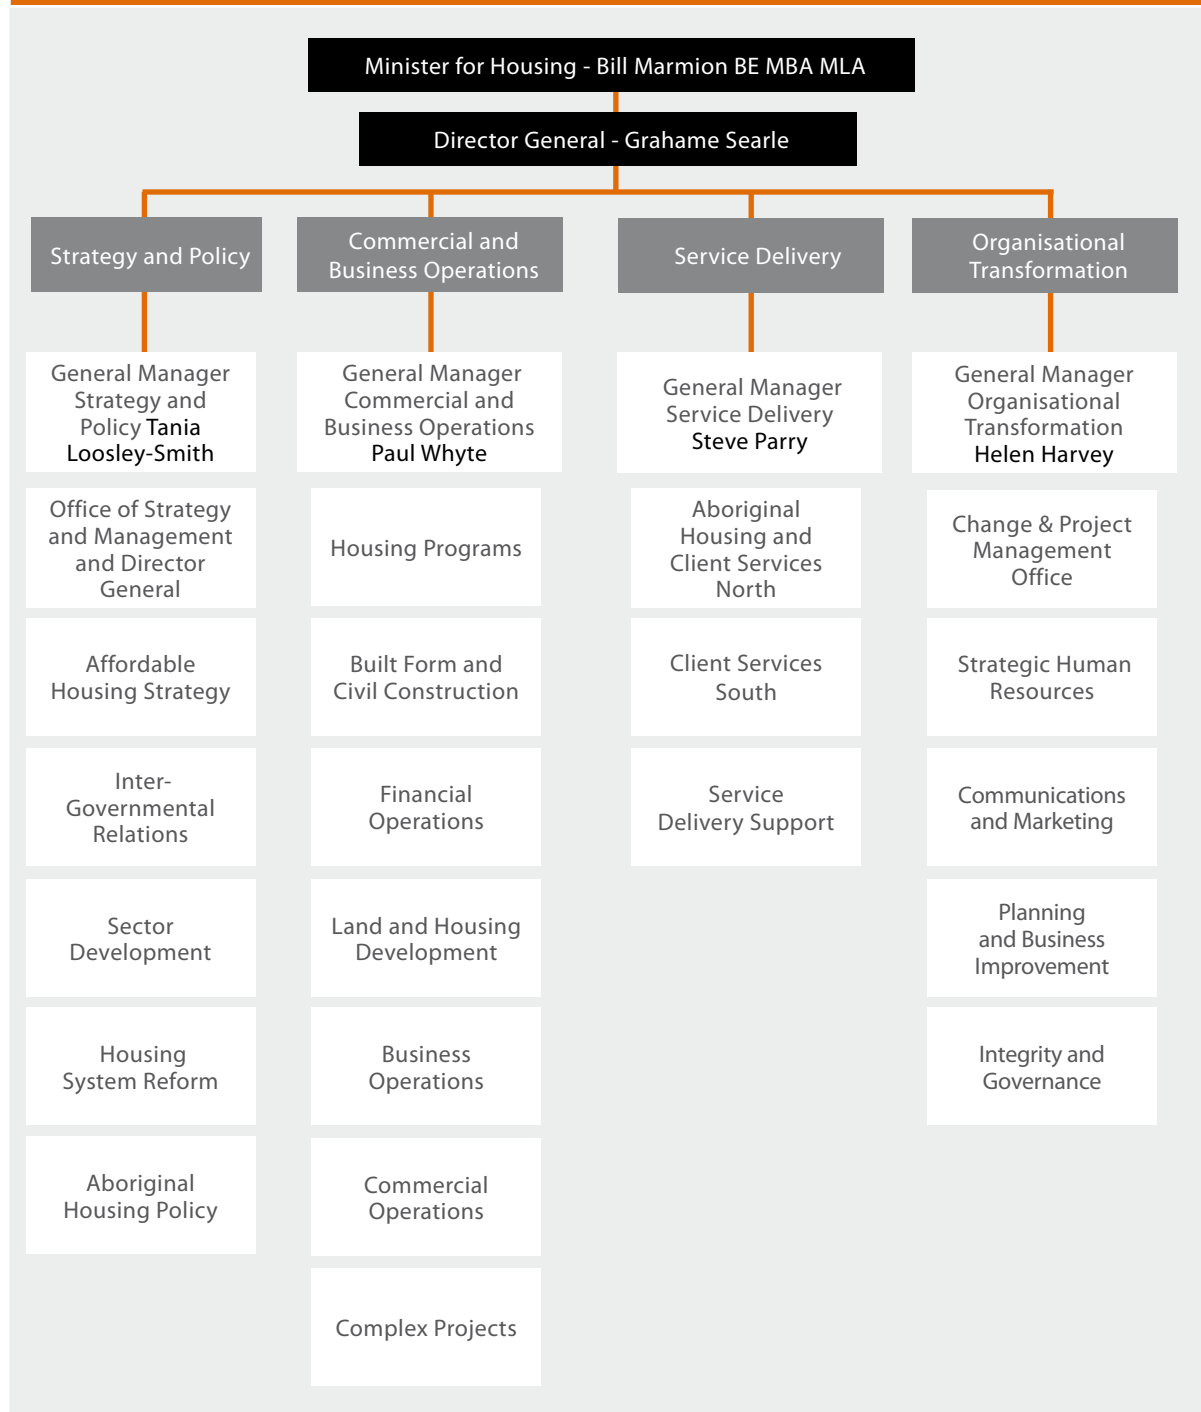 Minister for Housing - Bill Marmion BE MBA MLA
Director General - Grahame Searle
Strategy and Policy
General Manager
Strategy and
Policy Tania
Loosley-Smith
Office of Strategy
and Management
and Director
General
Affordable
Housing Strategy
Inter-
Governmental
Relations
Sector
Development
Housing
System Reform
Aboriginal
Housing Policy
Commercial and
Business Operations
General Manager
Commercial and
Business Operations
Paul Whyte
Housing Programs
Built Form and
Civil Construction
Financial
Operations
Land and Housing
Development
Business
Operations
Commercial
Operations
Complex Projects
Service Delivery
General Manager
Service Delivery
Steve Parry
Aboriginal
Housing and
Client Services
North
Client Services
South
Service
Delivery Support
Organisational
Transformation
General Manager
Organisational
Transformation
Helen Harvey
Change & Project
Management
Office
Strategic Human
Resources
Communications
and Marketing
Planning
and Business
Improvement
Integrity and
Governance